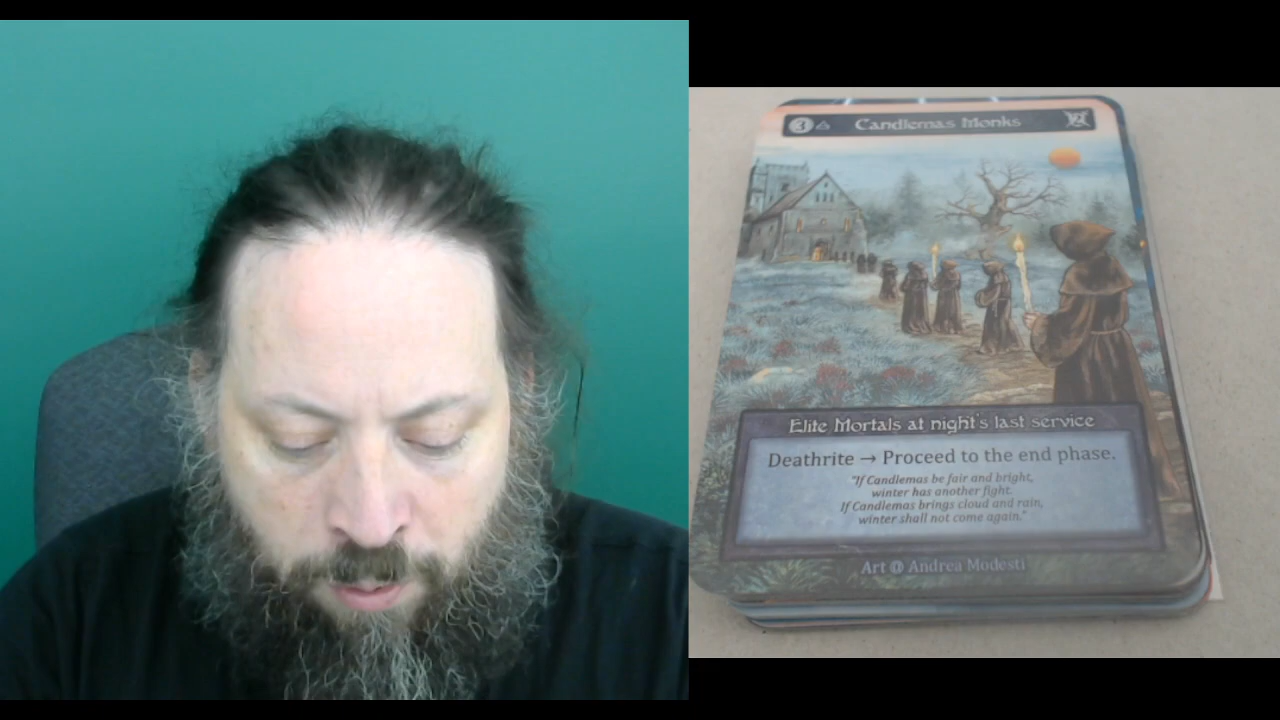 3 Candlemas Monks 2
Elite Mortals at night's last service
Deathrite → Proceed to the end phase.
"If Candlemas be fair and bright,
winter has another fight.
If Candlemas brings cloud and rain,
winter shall not come again."
Art @ Andrea Modesti